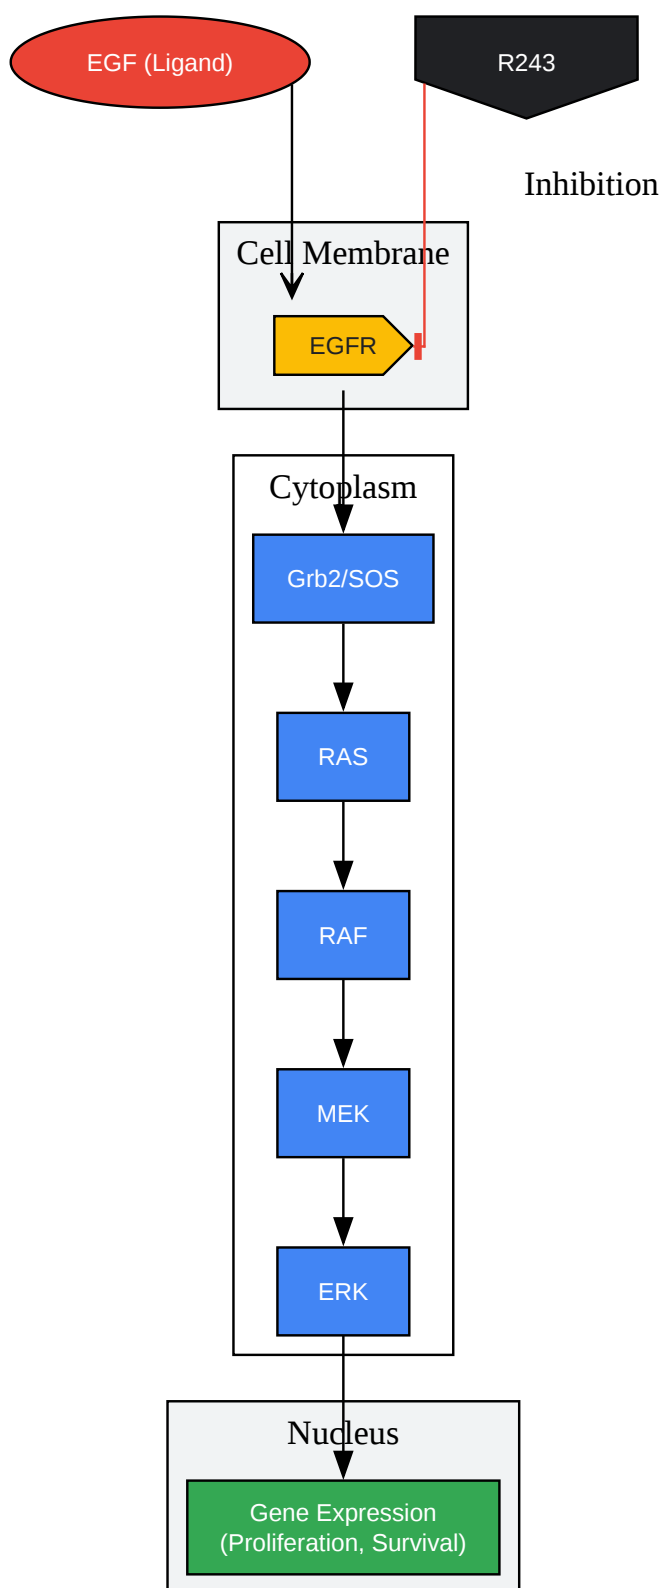 EGF (Ligand)
R243
Inhibition
Cell Membrane
EGFR
Cytoplasm
Grb2/SOS
RAS
RAF
MEK
ERK
Nucleus
Gene Expression
(Proliferation, Survival)